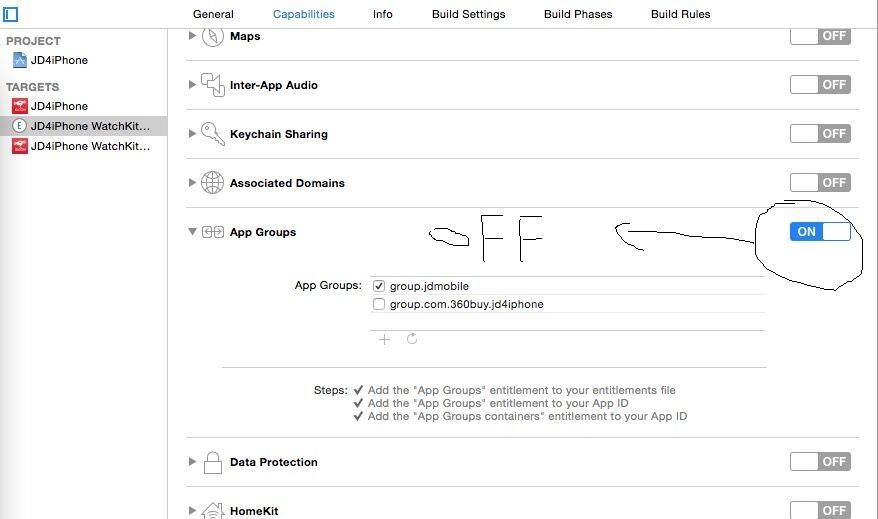 General Capabilities Info Build Settings Build Phases Build Rules
PROJECT
JD4iPhone
TARGETS
JD4iPhone
E JD4iPhone WatchKit...
JD4iPhone WatchKit...
Maps OFF
Inter-App Audio OFF
Keychain Sharing OFF
Associated Domains OFF
App Groups OFF ON
App Groups: group.jdmobile
group.com.360buy.jd4iphone
Steps: Add the "App Groups" entitlement to your entitlements file
Add the "App Groups" entitlement to your App ID
Add the "App Groups containers" entitlement to your App ID
Data Protection OFF
HomeKit OFF